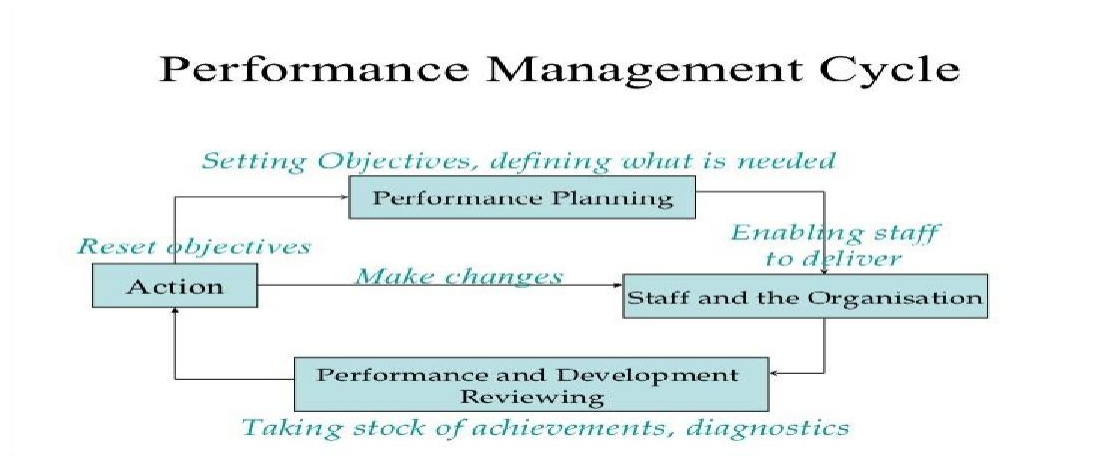 Performance Management Cycle
Setting Objectives, defining what is needed
Performance Planning
Enabling staff
to deliver
Reset objectives
Action
Make changes
Staff and the Organisation
Performance and Development
Reviewing
Taking stock of achievements, diagnostics